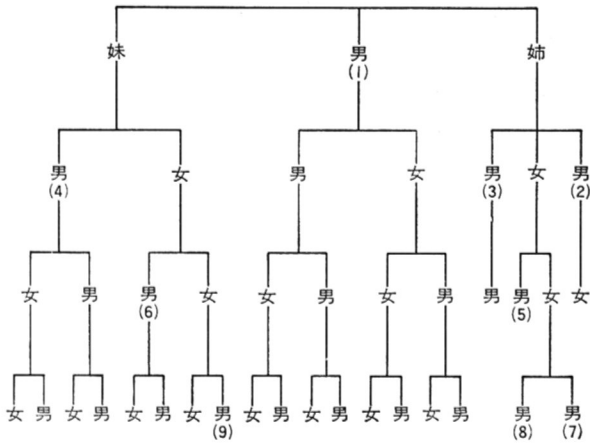 妹 男 姉
(1)
男 女 男 女 男 女 男
(4) (3) (2)
女 男 男 女 女 男 女 男 男 男 女 女
(6) (5)
女 男 女 男 女 男 女 男 女 男 女 男 女 男 女 男 男 男
(9) (8) (7)